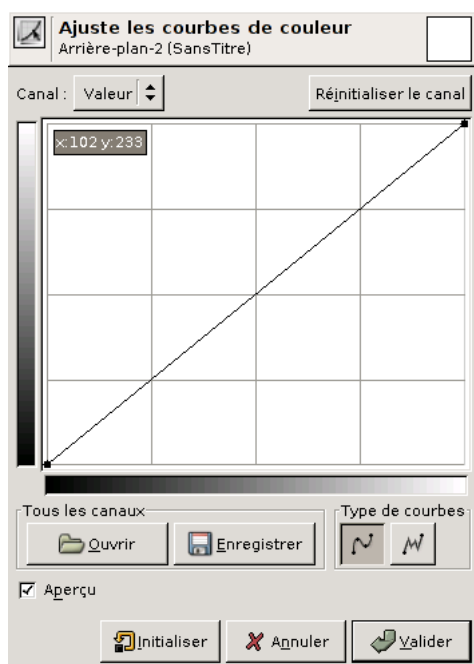 Ajuste les courbes de couleur
Arrière-plan-2 (SansTitre)
Canal : Valeur Réinitialiser le canal
x:102 y:233
Tous les canaux Type de courbes
Ouvrir Enregistrer
Aperçu
Initialiser Annuler Valider